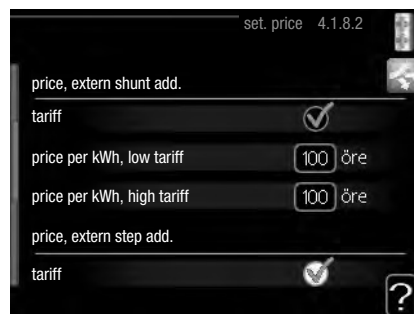 set. price 4.1.8.2
price, extern shunt add.
tariff
price per kWh, low tariff 100 öre
price per kWh, high tariff 100 öre
price, extern step add.
tariff
?